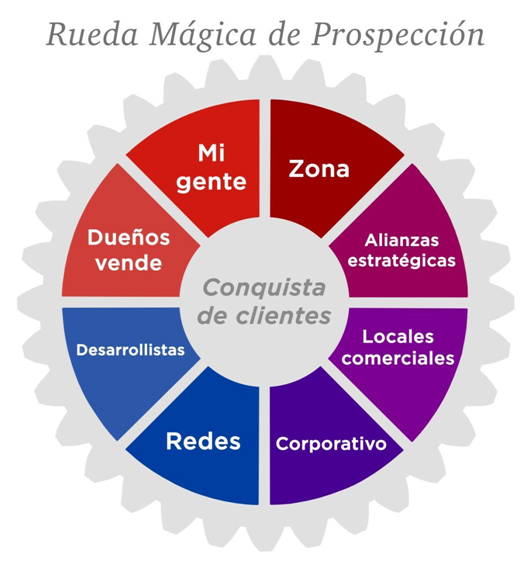 Rueda Mágica de Prospección
Mi
gente
Zona
Alianzas
estratégicas
Locales
comerciales
Corporativo
Redes
Desarrollistas
Dueños
vende
Conquista
de clientes